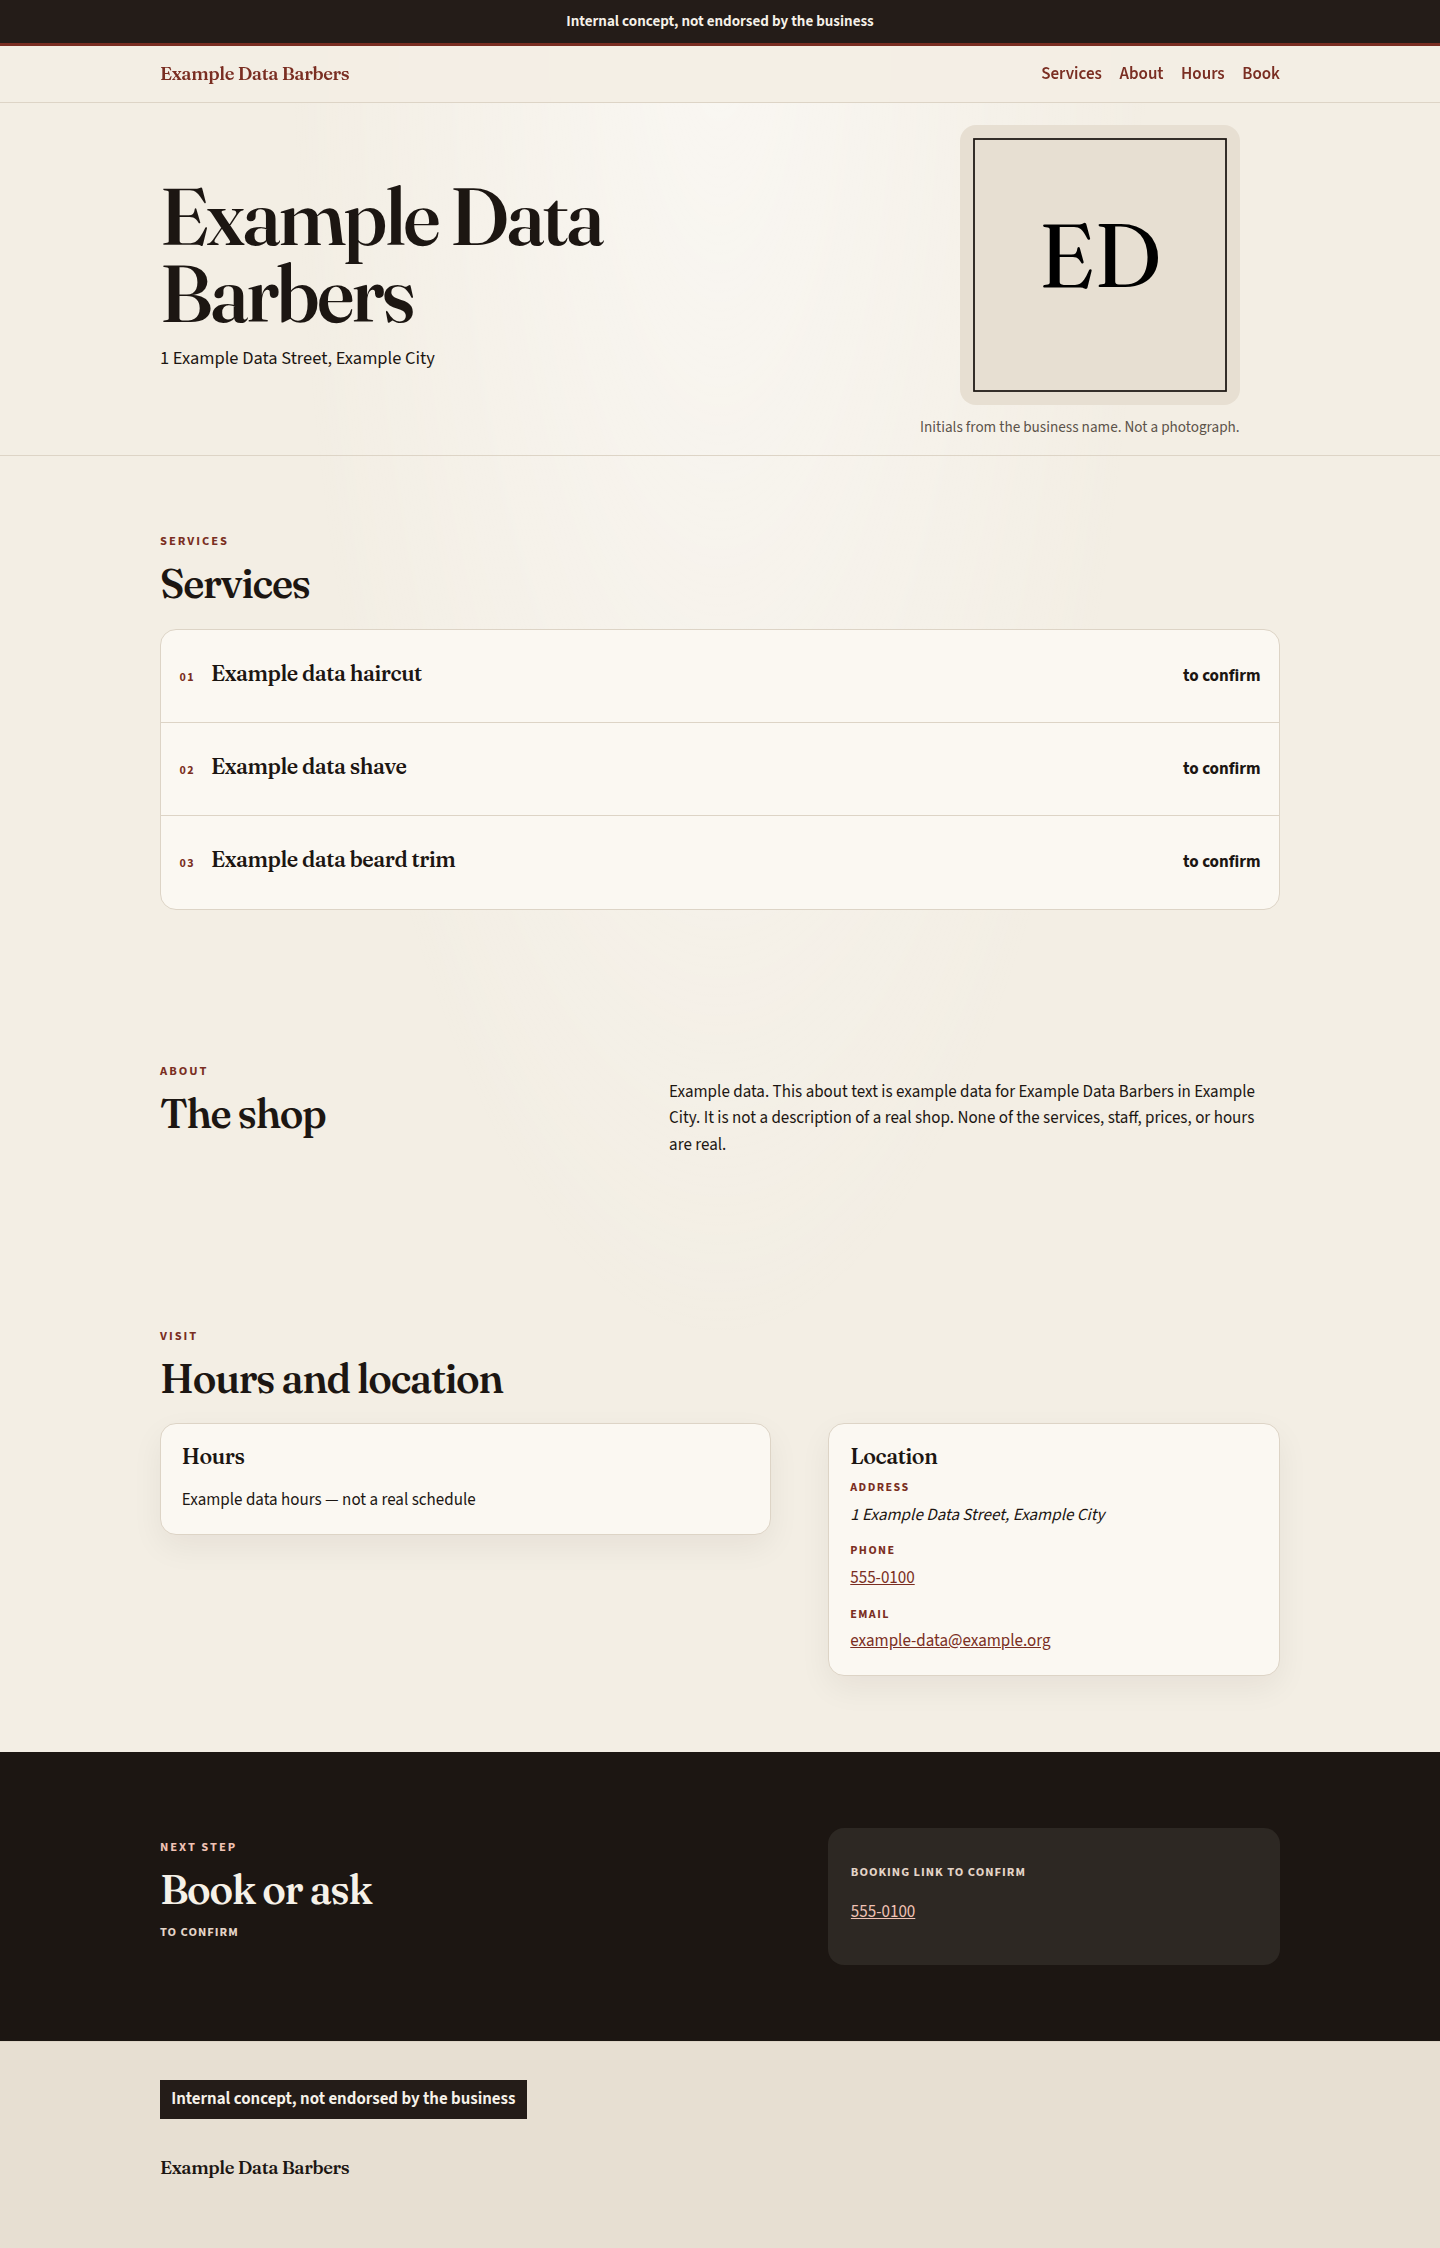 Internal concept, not endorsed by the business
Example Data Barbers
Services About Hours Book
Example Data
Barbers
1 Example Data Street, Example City
ED
Initials from the business name. Not a photograph.
SERVICES
Services
01 Example data haircut to confirm
02 Example data shave to confirm
03 Example data beard trim to confirm
ABOUT
The shop
Example data. This about text is example data for Example Data Barbers in Example
City. It is not a description of a real shop. None of the services, staff, prices, or hours
are real.
VISIT
Hours and location
Hours
Example data hours — not a real schedule
Location
ADDRESS
1 Example Data Street, Example City
PHONE
555-0100
EMAIL
example-data@example.org
NEXT STEP
Book or ask
TO CONFIRM
BOOKING LINK TO CONFIRM
555-0100
Internal concept, not endorsed by the business
Example Data Barbers